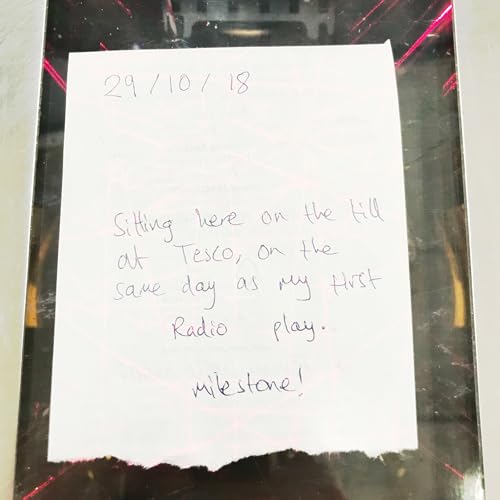 29/10/18
Sitting here on the till
at Tesco, on the
same day as my first
Radio play.
milestone!